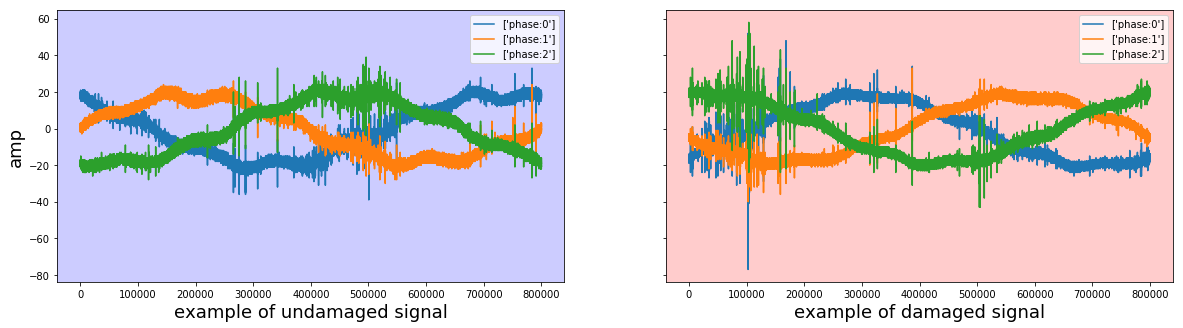 60
40
20
0
−20
−40
−60
−80
amp
['phase:0']
['phase:1']
['phase:2']
0 100000 200000 300000 400000 500000 600000 700000 800000
example of undamaged signal
['phase:0']
['phase:1']
['phase:2']
0 100000 200000 300000 400000 500000 600000 700000 800000
example of damaged signal